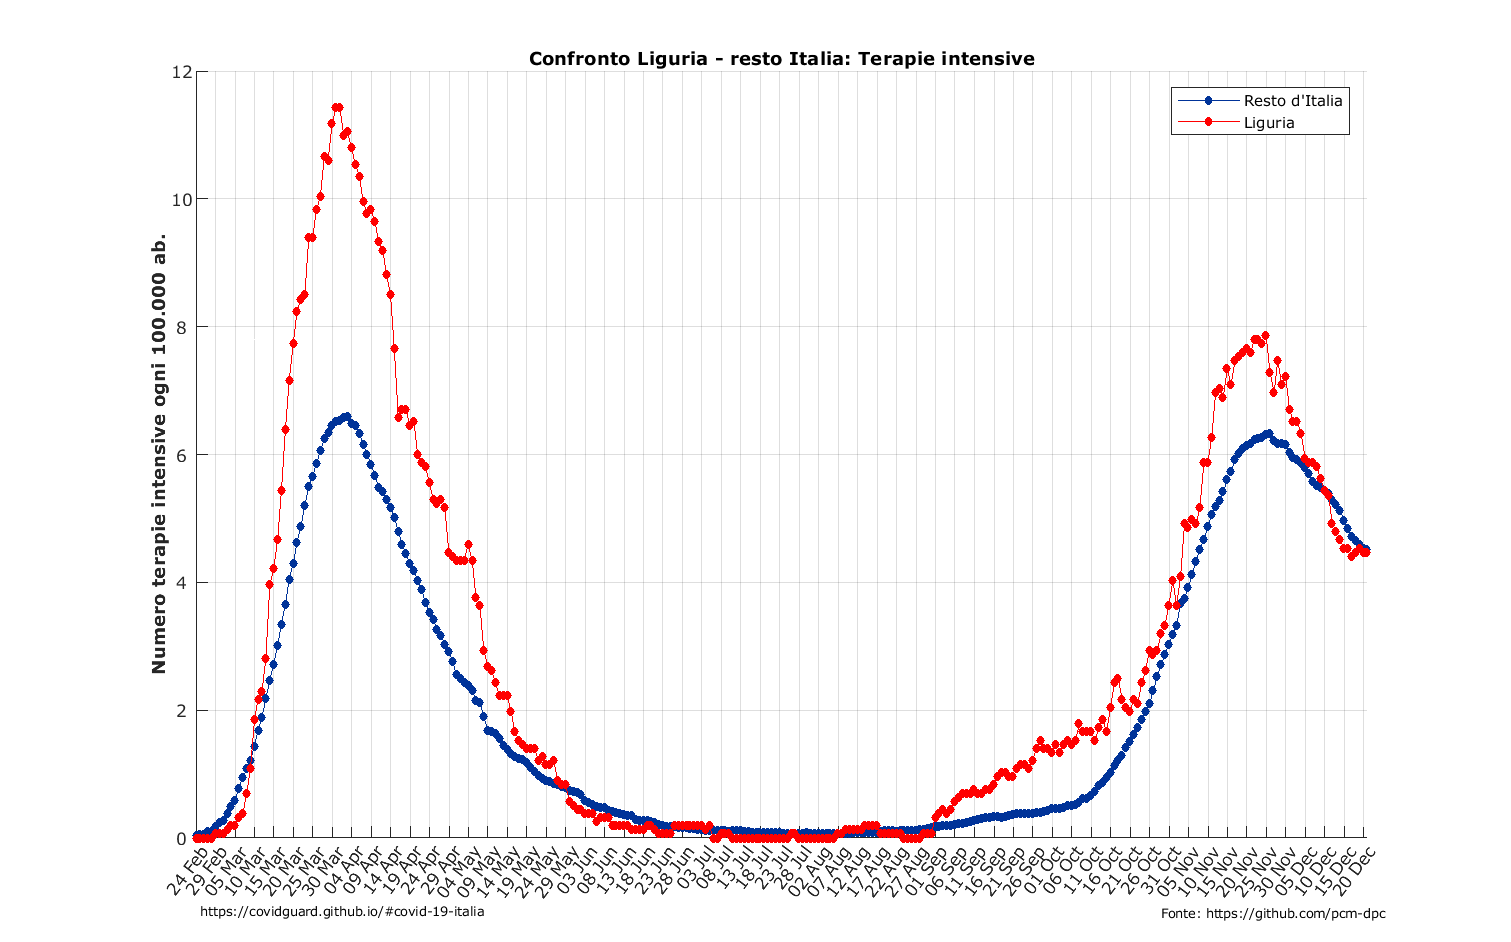 Confronto Liguria - resto Italia: Terapie intensive
Resto d'Italia
Liguria
Numero terapie intensive ogni 100.000 ab.
12
10
8
6
4
2
0
24 Feb
29 Feb
05 Mar
10 Mar
15 Mar
20 Mar
25 Mar
30 Mar
04 Apr
09 Apr
14 Apr
19 Apr
24 Apr
29 Apr
04 May
09 May
14 May
19 May
24 May
29 May
03 Jun
08 Jun
13 Jun
18 Jun
23 Jun
28 Jun
03 Jul
08 Jul
13 Jul
18 Jul
23 Jul
28 Jul
02 Aug
07 Aug
12 Aug
17 Aug
22 Aug
27 Aug
01 Sep
06 Sep
11 Sep
16 Sep
21 Sep
26 Sep
01 Oct
06 Oct
11 Oct
16 Oct
21 Oct
26 Oct
31 Oct
05 Nov
10 Nov
15 Nov
20 Nov
25 Nov
30 Nov
05 Dec
10 Dec
15 Dec
20 Dec
https://covidguard.github.io/#covid-19-italia
Fonte: https://github.com/pcm-dpc